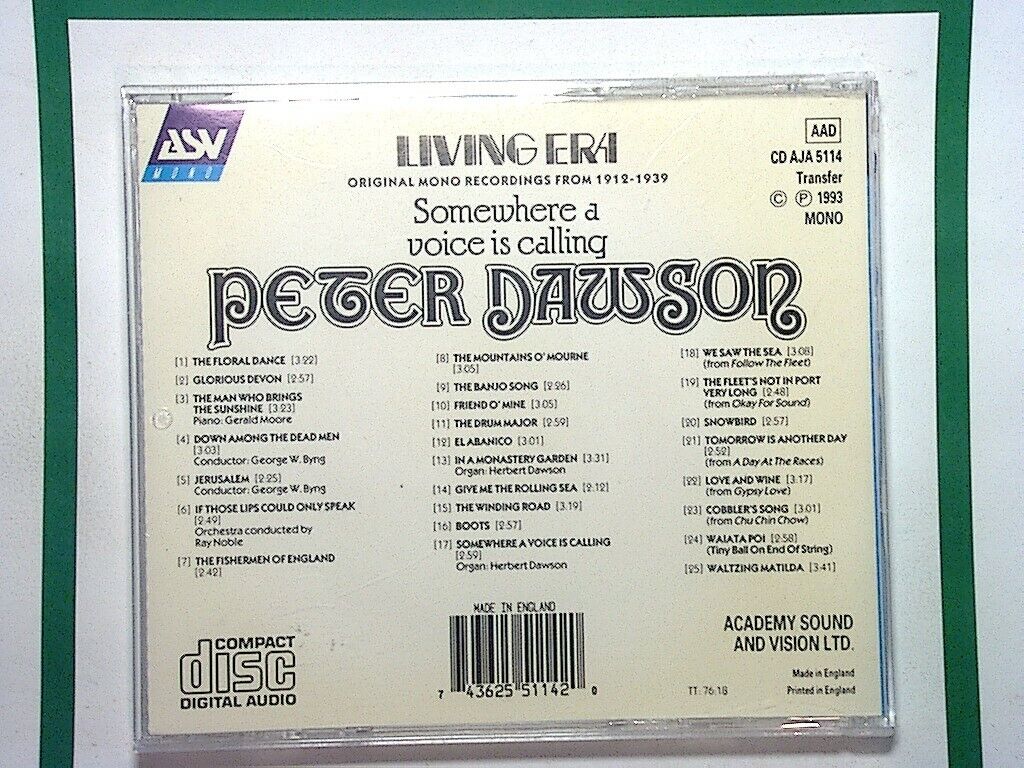 ASV
MONO
LIVING ERA
ORIGINAL MONO RECORDINGS FROM 1912-1939
Somewhere a
voice is calling
PETER DAWSON
AAD
CD AJA 5114
Transfer
© ℗ 1993
MONO
[1] THE FLORAL DANCE [3.22]
[2] GLORIOUS DEVON [2.57]
[3] THE MAN WHO BRINGS
THE SUNSHINE [3.23]
Piano: Gerald Moore
[4] DOWN AMONG THE DEAD MEN
[3.03]
Conductor: George W. Byng
[5] JERUSALEM [2.25]
Conductor: George W. Byng
[6] IF THOSE LIPS COULD ONLY SPEAK
[2.49]
Orchestra conducted by
Ray Noble
[7] THE FISHERMEN OF ENGLAND
[2.42]
[8] THE MOUNTAINS O' MOURNE
[3.05]
[9] THE BANJO SONG [2.26]
[10] FRIEND O' MINE [3.05]
[11] THE DRUM MAJOR [2.59]
[12] EL ABANICO [3.01]
[13] IN A MONASTERY GARDEN [3.31]
Organ: Herbert Dawson
[14] GIVE ME THE ROLLING SEA [2.12]
[15] THE WINDING ROAD [3.19]
[16] BOOTS [2.57]
[17] SOMEWHERE A VOICE IS CALLING
[2.59]
Organ: Herbert Dawson
[18] WE SAW THE SEA [3.08]
(from Follow The Fleet)
[19] THE FLEET'S NOT IN PORT
VERY LONG [2.48]
(from Okay For Sound)
[20] SNOWBIRD [2.57]
[21] TOMORROW IS ANOTHER DAY
[2.52]
(from A Day At The Races)
[22] LOVE AND WINE [3.17]
(from Gypsy Love)
[23] COBBLER'S SONG [3.01]
(from Chu Chin Chow)
[24] WAIATA POI [2.58]
(Tiny Ball On End Of String)
[25] WALTZING MATILDA [3.41]
COMPACT
disc
DIGITAL AUDIO
MADE IN ENGLAND
7 43625 51142 0
ACADEMY SOUND
AND VISION LTD.
TT: 76.18
Made in England
Printed in England